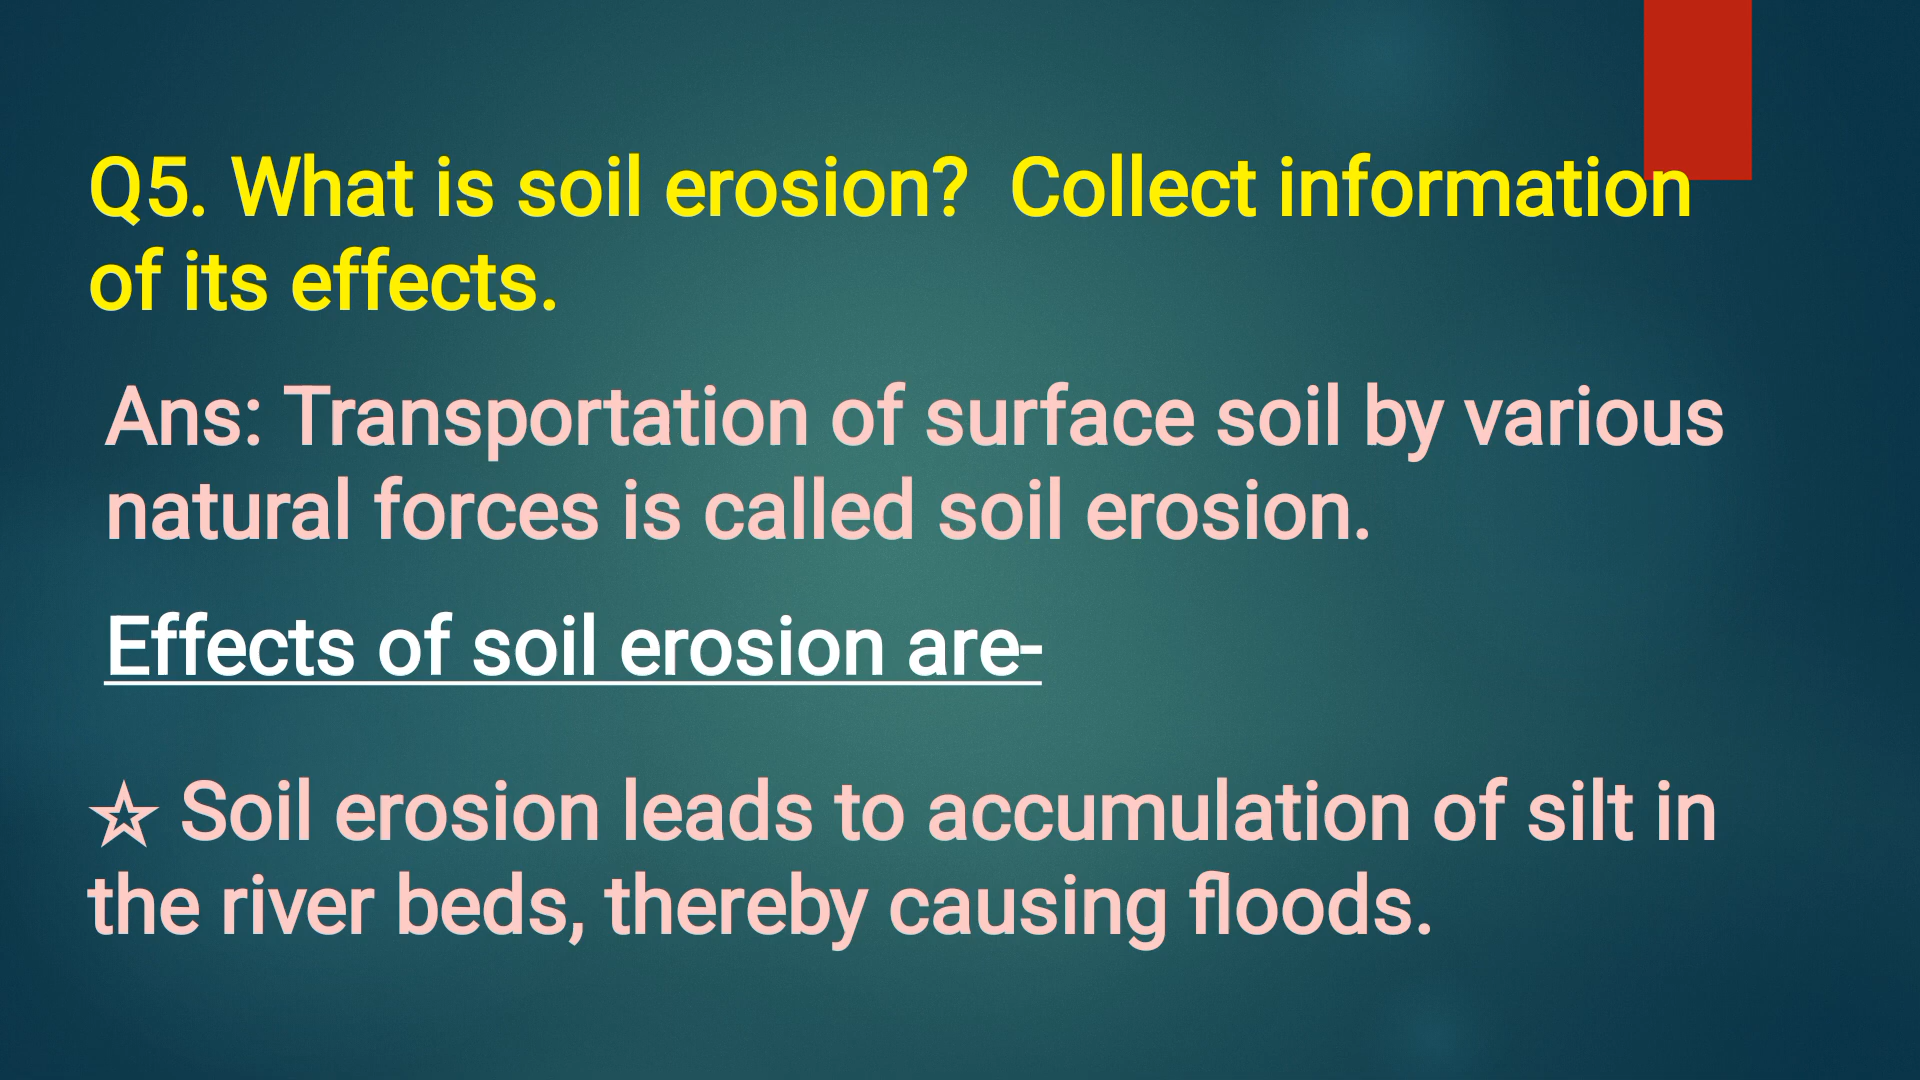 Q5. What is soil erosion?  Collect information
of its effects.
Ans: Transportation of surface soil by various
natural forces is called soil erosion.
Effects of soil erosion are-
☆ Soil erosion leads to accumulation of silt in
the river beds, thereby causing floods.